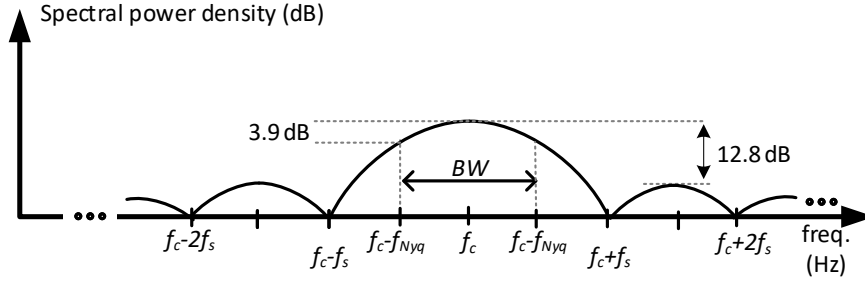 Spectral power density (dB)
3.9 dB
12.8 dB
BW
fc-2fs
fc-fs
fc-fNyq
fc
fc-fNyq
fc+fs
fc+2fs
freq.
(Hz)